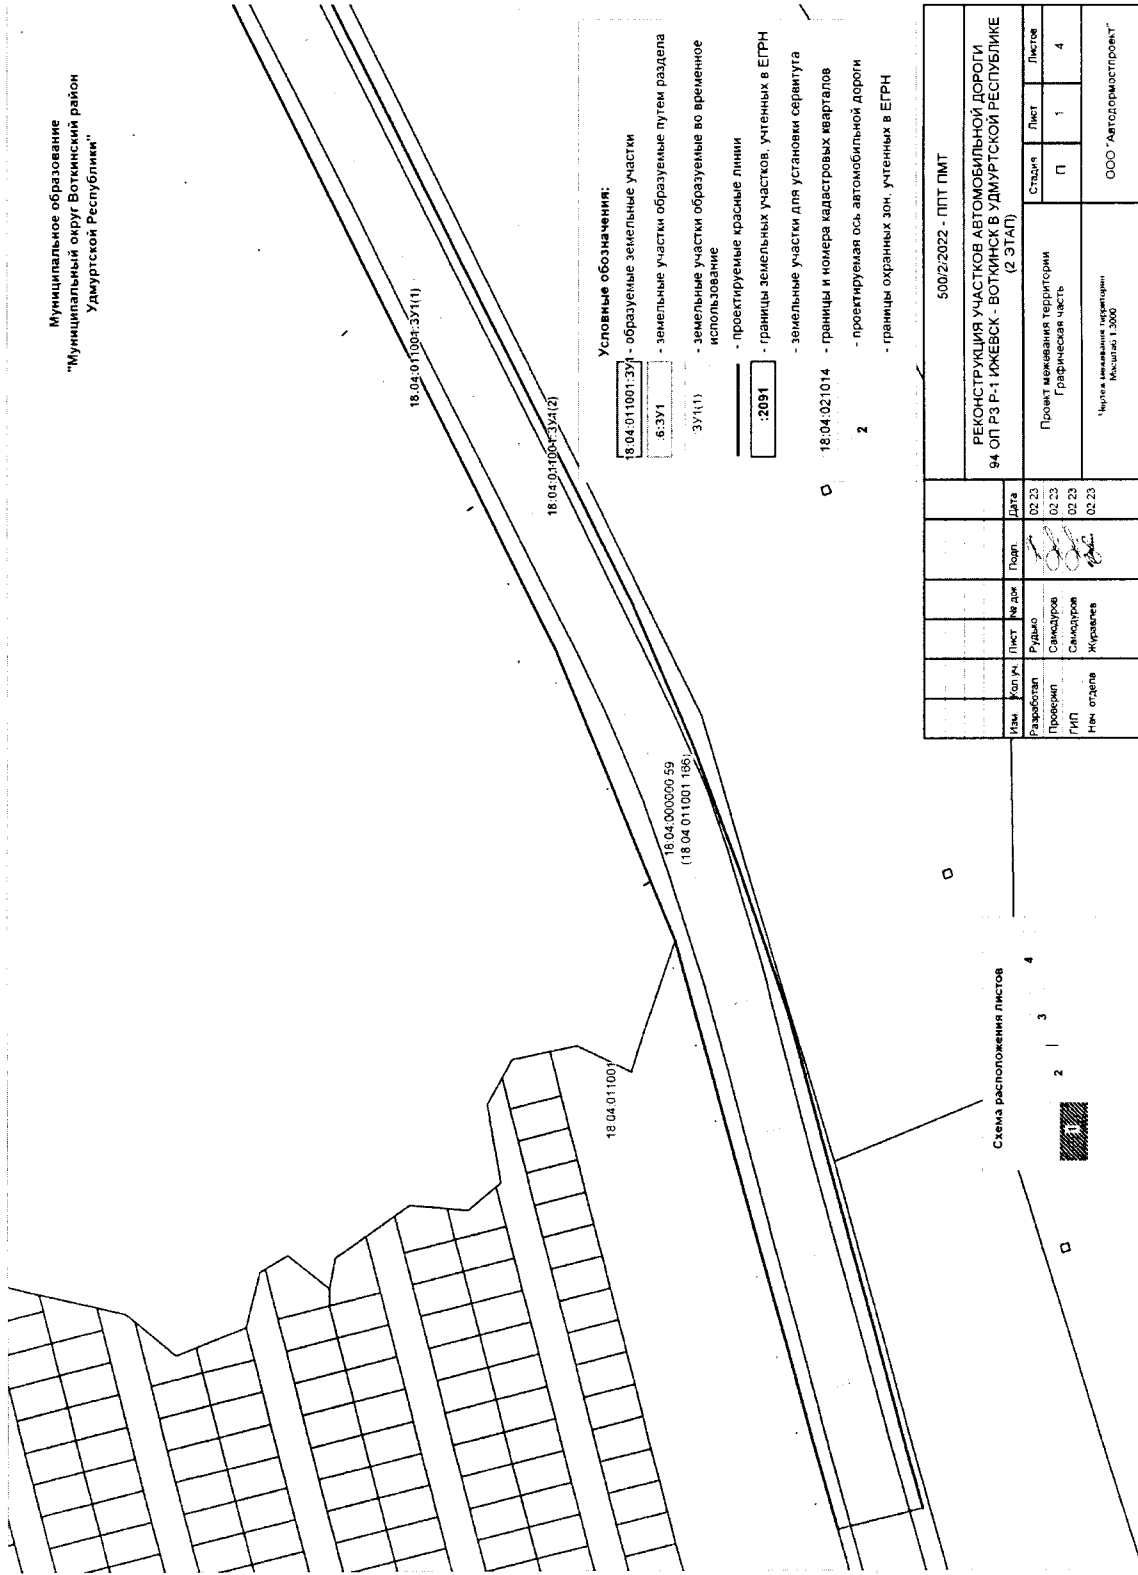 Муниципальное образование
"Муниципальный округ Воткинский район
Удмуртской Республики"
18:04:011001:ЗУ1(1)
18:04:011001:ЗУ1(2)
18:04:000000:59
(18:04:011001:166)
18:04:011001
Условные обозначения:
18:04:011001:ЗУ1 - образуемые земельные участки
:6:ЗУ1 - земельные участки образуемые путем раздела
:ЗУ1(1) - земельные участки образуемые во временное
использование
- проектируемые красные линии
:2091 - границы земельных участков, учтенных в ЕГРН
- земельные участки для установки сервитута
18:04:021014 - границы и номера кадастровых кварталов
2 - проектируемая ось автомобильной дороги
- границы охранных зон, учтенных в ЕГРН
Схема расположения листов
1 2 3 4
500/2/2022 - ППТ ПМТ
РЕКОНСТРУКЦИЯ УЧАСТКОВ АВТОМОБИЛЬНОЙ ДОРОГИ
94 ОП РЗ Р-1 ИЖЕВСК - ВОТКИНСК В УДМУРТСКОЙ РЕСПУБЛИКЕ
(2 ЭТАП)
Изм. Кол.уч. Лист № док Подп. Дата
Разработал Рудько 02.23
Проверил Самодуров 02.23
ГИП Самодуров 02.23
Нач. отдела Журавлев 02.23
Проект межевания территории
Графическая часть
Стадия Лист Листов
П 1 4
Чертеж межевания территории
Масштаб 1:3000
ООО "Автодормостпроект"